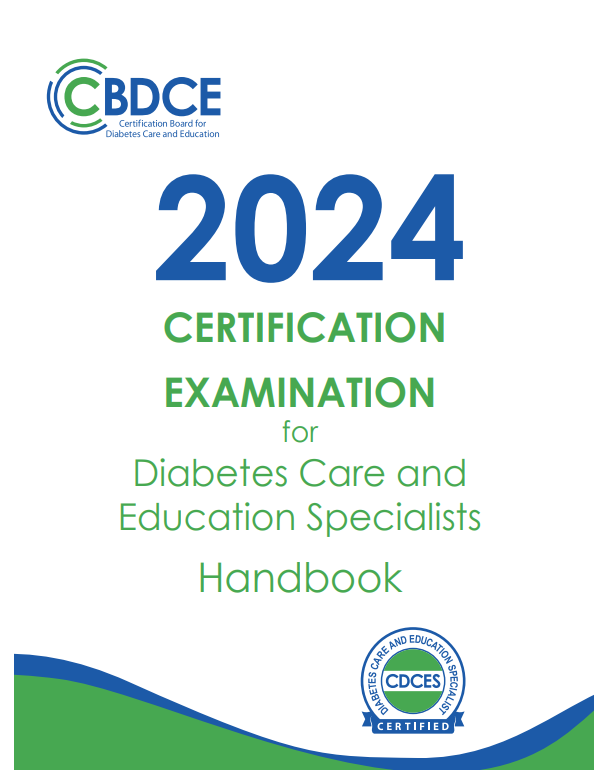 CBDCE
Certification Board for
Diabetes Care and Education
2024
CERTIFICATION
EXAMINATION
for
Diabetes Care and
Education Specialists
Handbook
DIABETES CARE AND EDUCATION SPECIALIST
CDCES
CERTIFIED